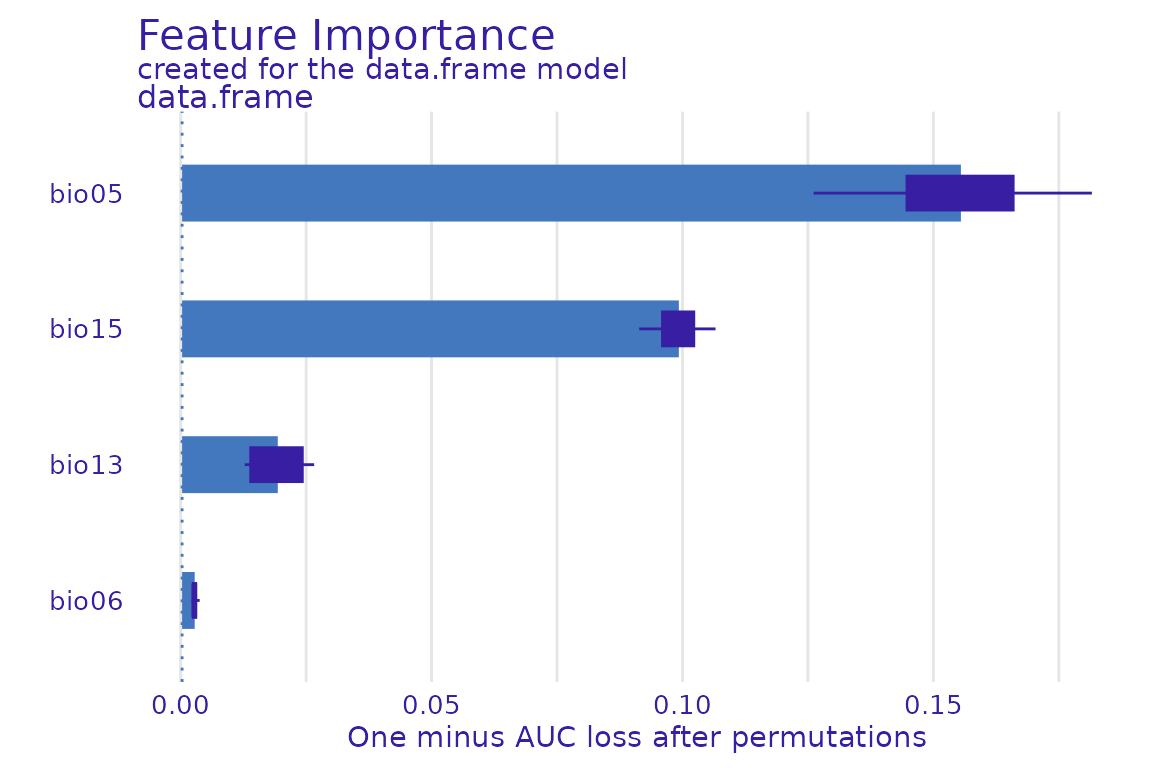 Feature Importance
created for the data.frame model
data.frame
bio05
bio15
bio13
bio06
0.00 0.05 0.10 0.15
One minus AUC loss after permutations